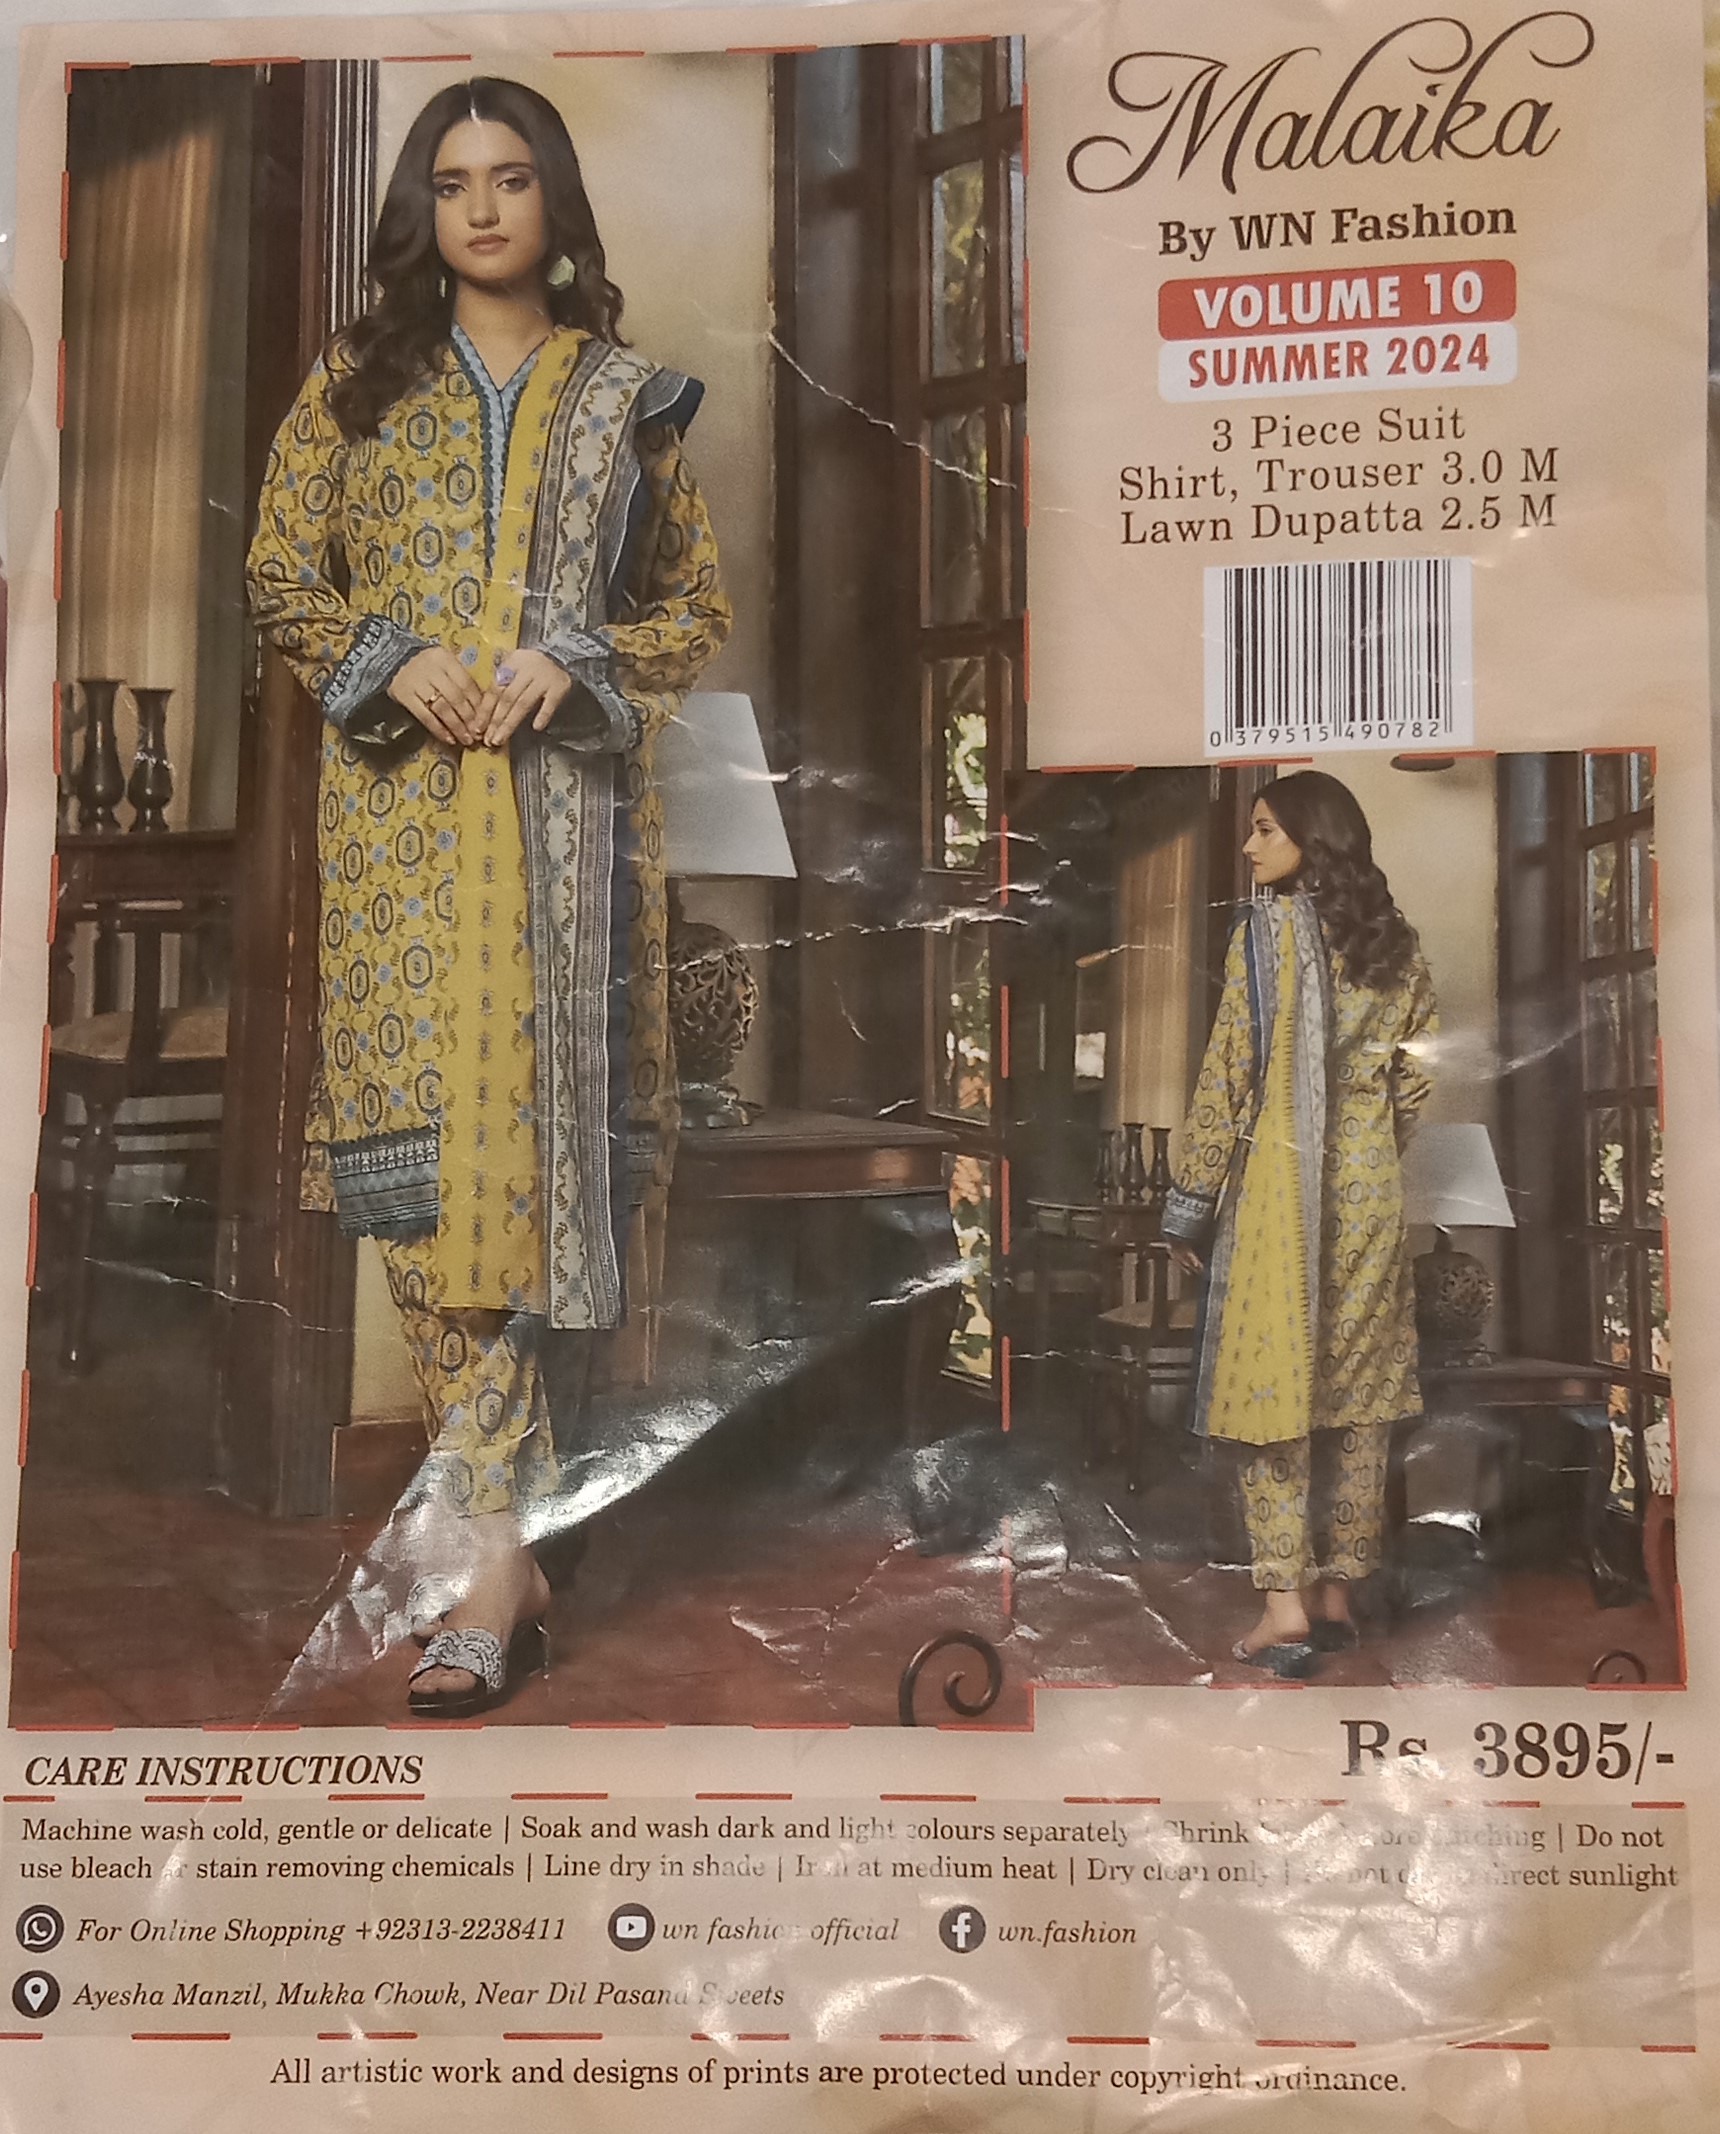 Malaika
By WN Fashion
VOLUME 10
SUMMER 2024
3 Piece Suit
Shirt, Trouser 3.0 M
Lawn Dupatta 2.5 M
0 379515 490782
Rs. 3895/-
CARE INSTRUCTIONS
Machine wash cold, gentle or delicate | Soak and wash dark and light colours separately | Shrink before stitching | Do not
use bleach or stain removing chemicals | Line dry in shade | Iron at medium heat | Dry clean only | Do not direct sunlight
For Online Shopping +92313-2238411 wn fashion official wn.fashion
Ayesha Manzil, Mukka Chowk, Near Dil Pasand Sweets
All artistic work and designs of prints are protected under copyright ordinance.